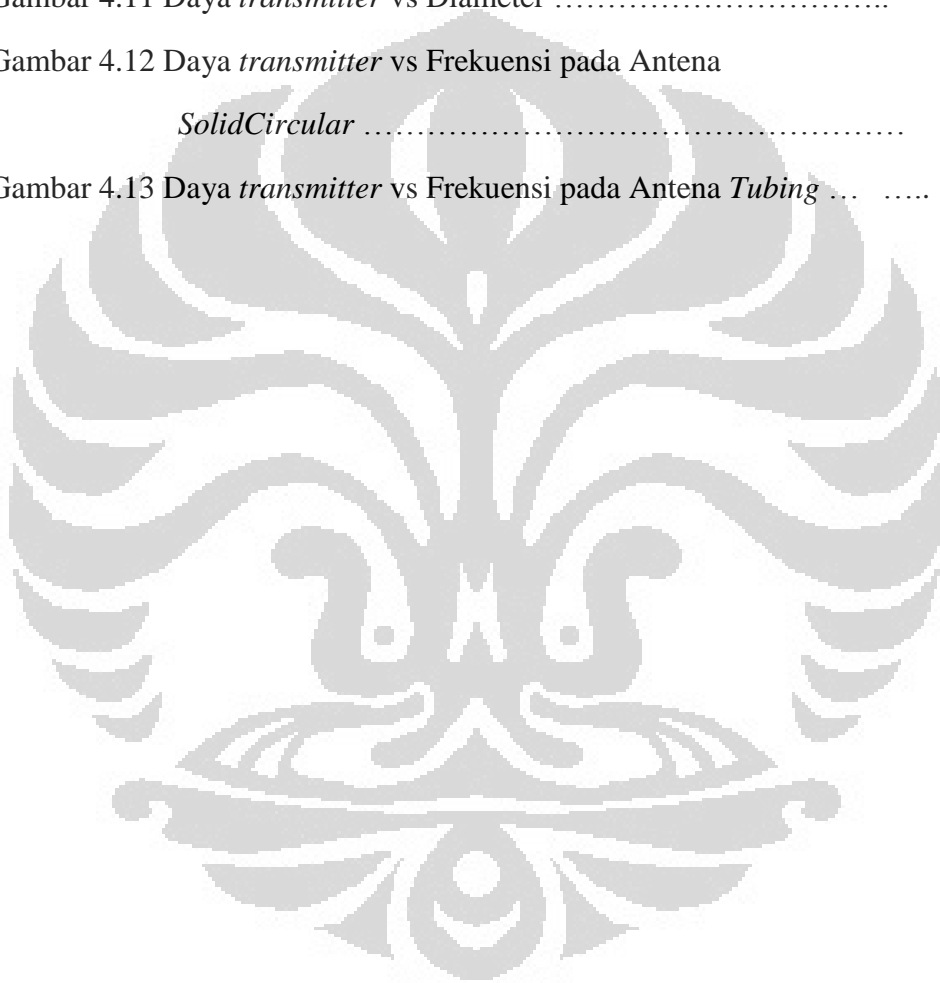 Gambar 4.11 Daya transmitter vs Diameter …………………………..
Gambar 4.12 Daya transmitter vs Frekuensi pada Antena
SolidCircular …………………………………………
Gambar 4.13 Daya transmitter vs Frekuensi pada Antena Tubing … …..